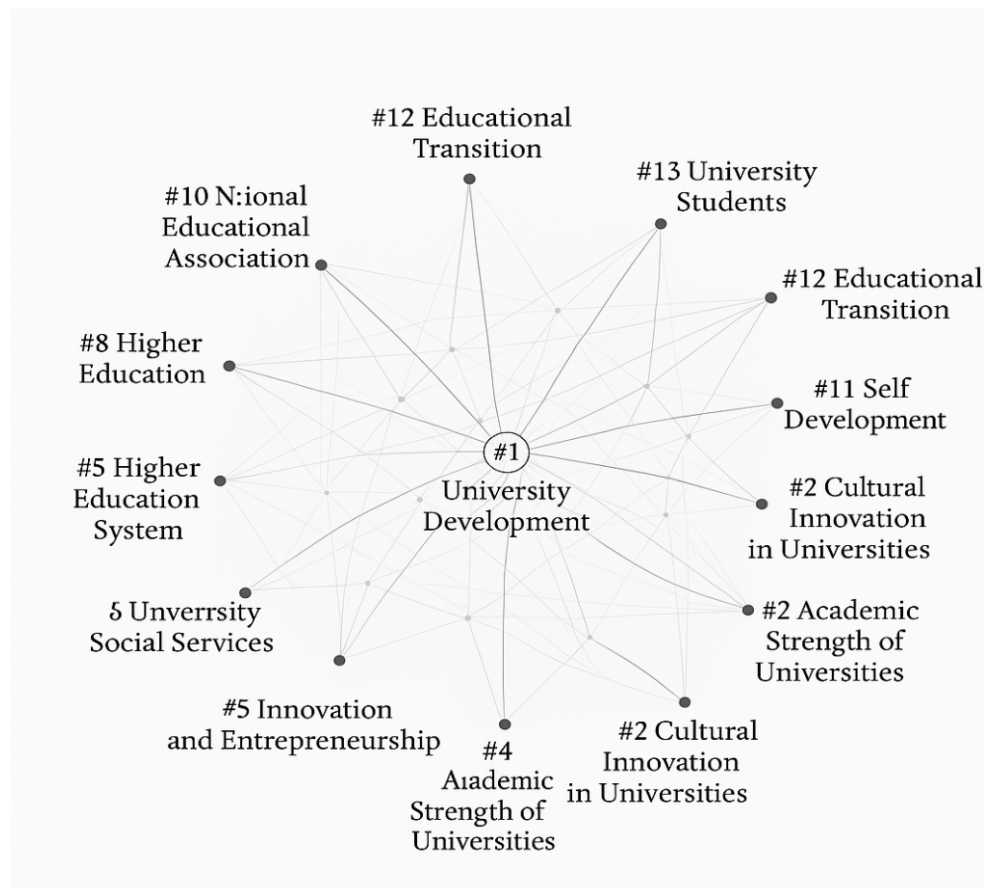 #12 Educational
Transition
#13 University
Students
#10 N:ional
Educational
Association
#12 Educational
Transition
#8 Higher
Education
#11 Self
Development
#1
University
Development
#5 Higher
Education
System
#2 Cultural
Innovation
in Universities
δ Unverrsity
Social Services
#2 Academic
Strength of
Universities
#5 Innovation
and Entrepreneurship
#4
Aıademic
Strength of
Universities
#2 Cultural
Innovation
in Universities